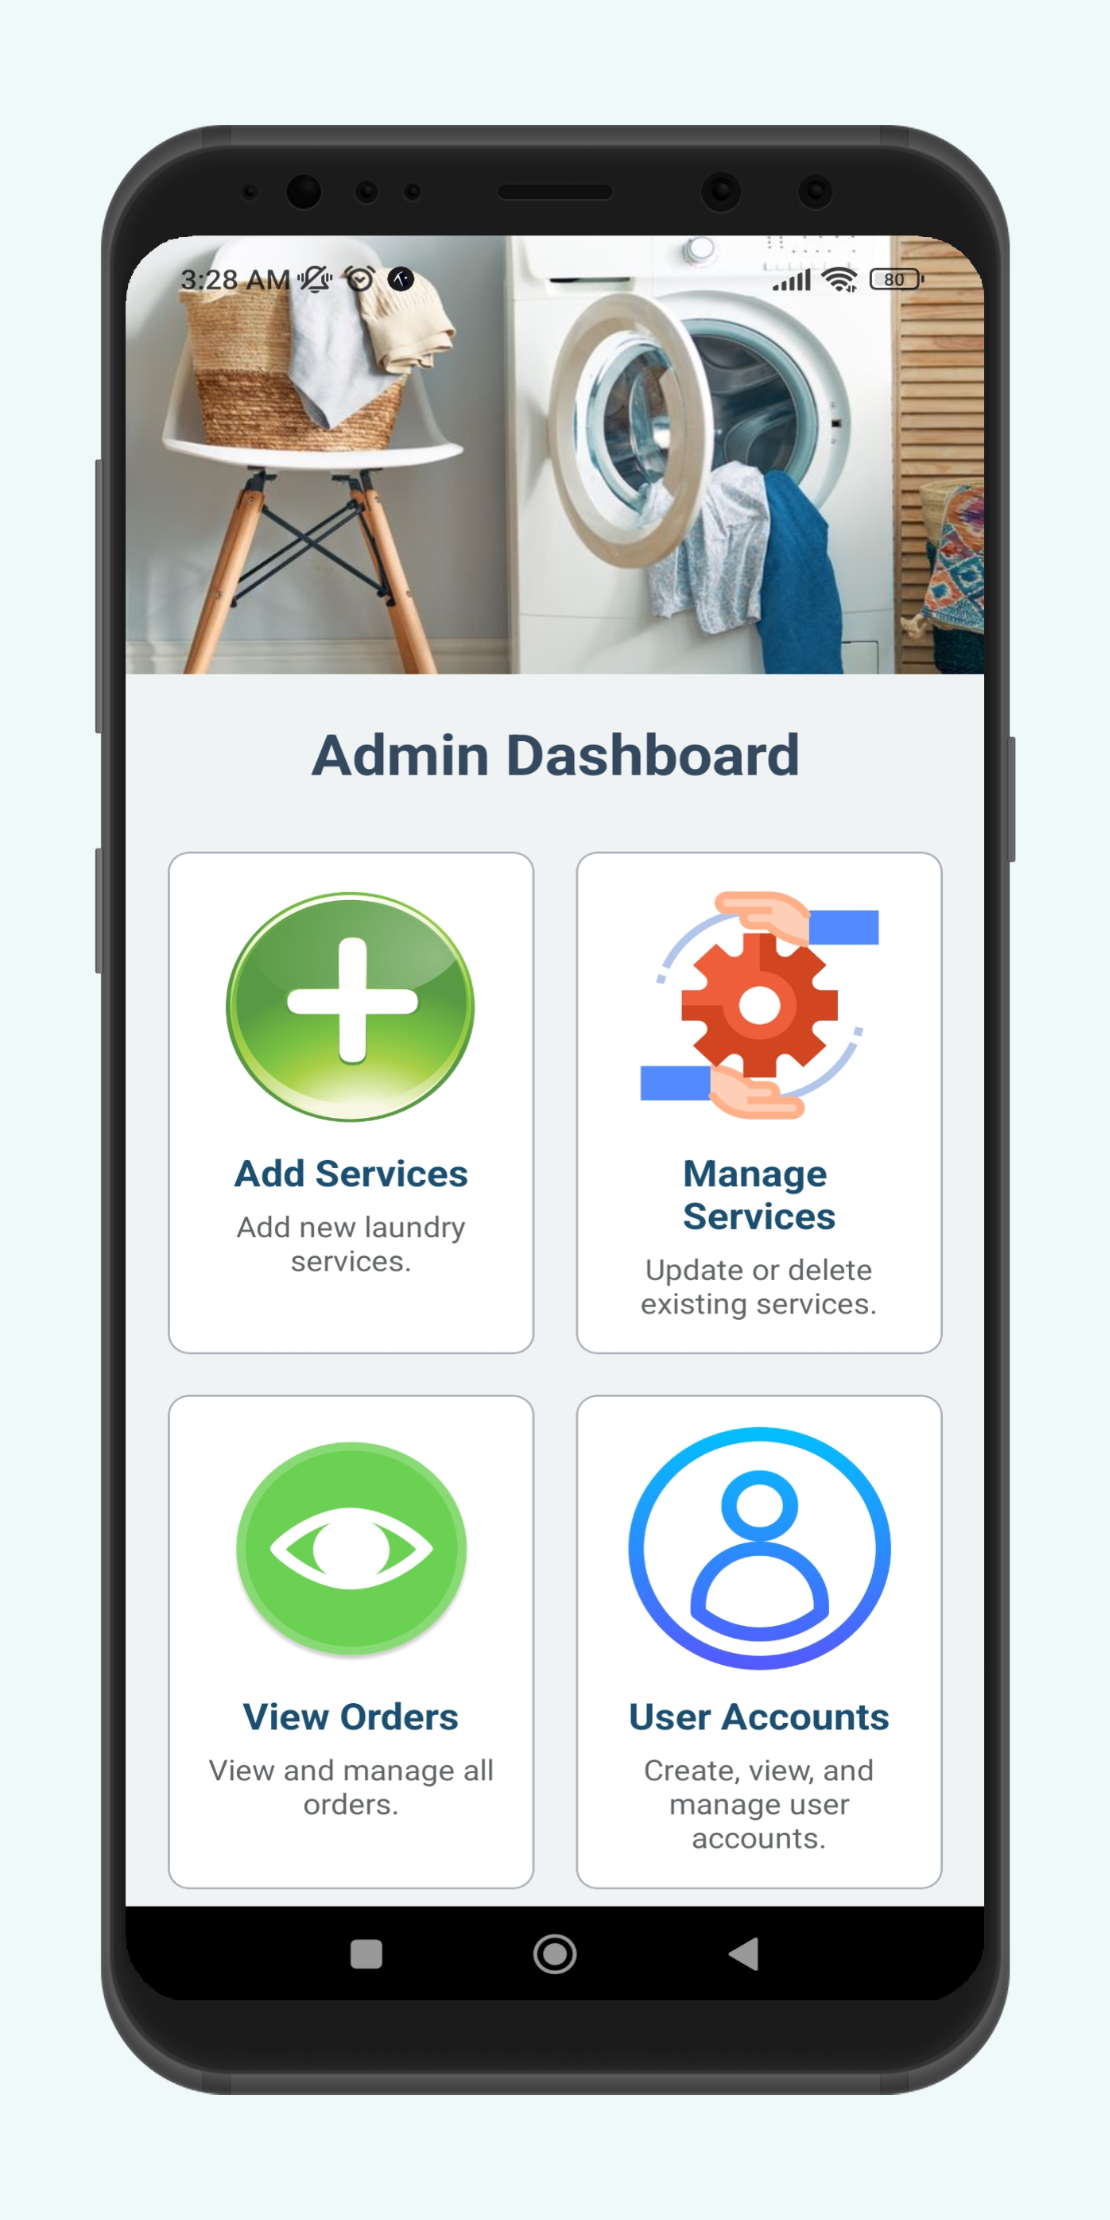 3:28 AM
80
Admin Dashboard
Add Services
Add new laundry
services.
Manage
Services
Update or delete
existing services.
View Orders
View and manage all
orders.
User Accounts
Create, view, and
manage user
accounts.